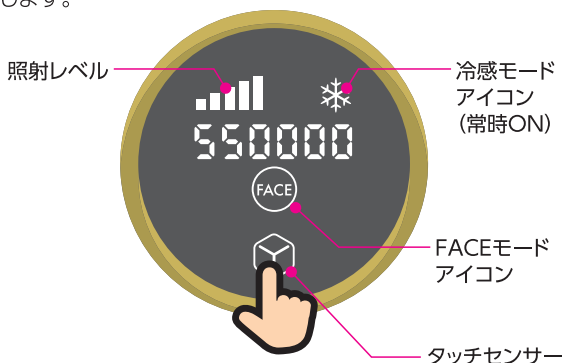 します。
照射レベル
冷感モード
アイコン
（常時ON）
550000
FACE
FACEモード
アイコン
タッチセンサー